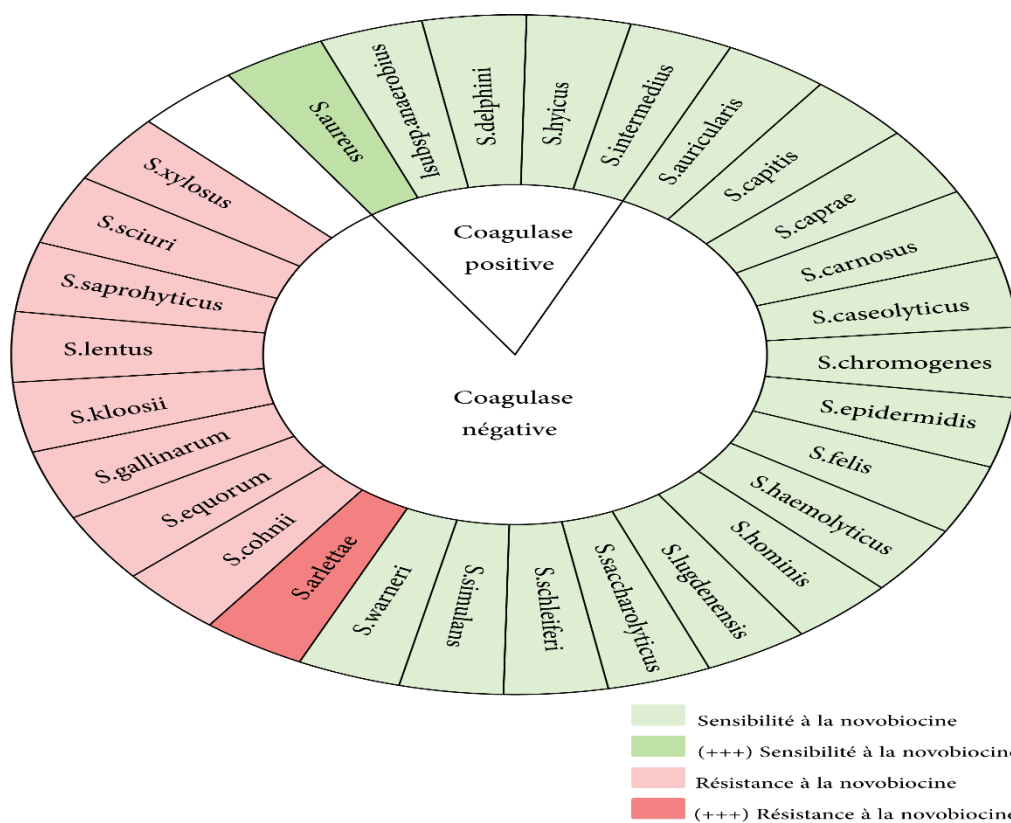 S.aureus
Isubsp.anaerobius
S.delphini
S.hyicus
S.intermedius
S.auricularis
S.capitis
S.caprae
S.carnosus
S.caseolyticus
S.chromogenes
S.epidermidis
S.felis
S.haemolyticus
S.hominis
S.lugdenensis
S.saccharolyticus
S.schleiferi
S.simulans
S.warneri
S.arlettae
S.cohnii
S.equorum
S.gallinarum
S.kloosii
S.lentus
S.saprohyticus
S.sciuri
S.xylosus
Coagulase
positive
Coagulase
négative
Sensibilité à la novobiocine
(+++) Sensibilité à la novobiocine
Résistance à la novobiocine
(+++) Résistance à la novobiocine